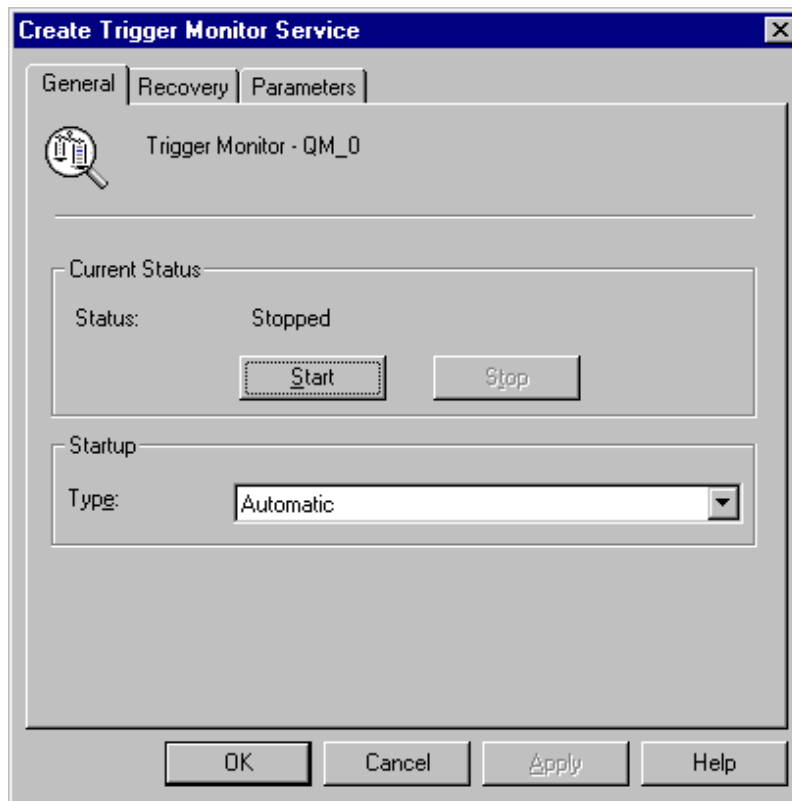 Create Trigger Monitor Service
General Recovery Parameters
Trigger Monitor - QM_0
Current Status
Status: Stopped
Start Stop
Startup
Type: Automatic
OK Cancel Apply Help